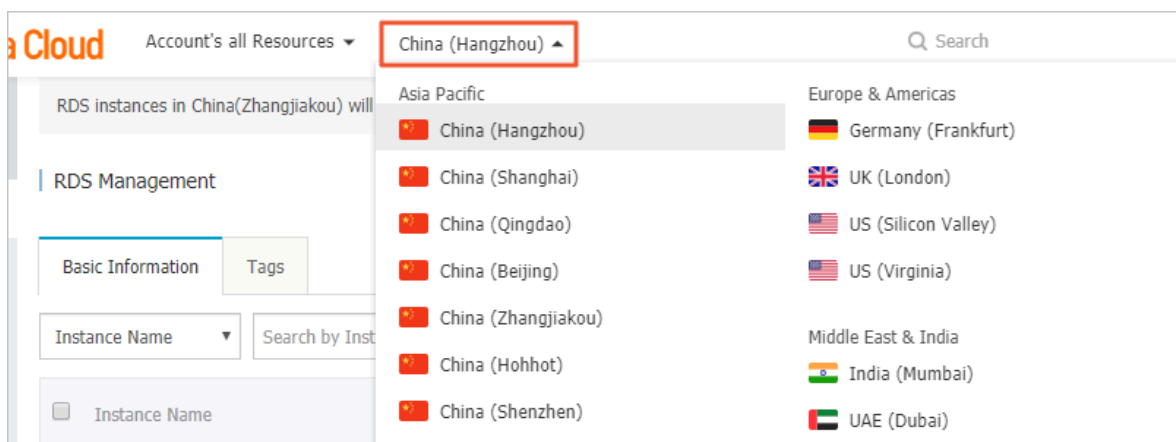 a Cloud
Account's all Resources
China (Hangzhou)
Search
RDS instances in China(Zhangjiakou) will
RDS Management
Basic Information
Tags
Instance Name
Search by Inst
Instance Name
Asia Pacific
China (Hangzhou)
China (Shanghai)
China (Qingdao)
China (Beijing)
China (Zhangjiakou)
China (Hohhot)
China (Shenzhen)
Europe & Americas
Germany (Frankfurt)
UK (London)
US (Silicon Valley)
US (Virginia)
Middle East & India
India (Mumbai)
UAE (Dubai)